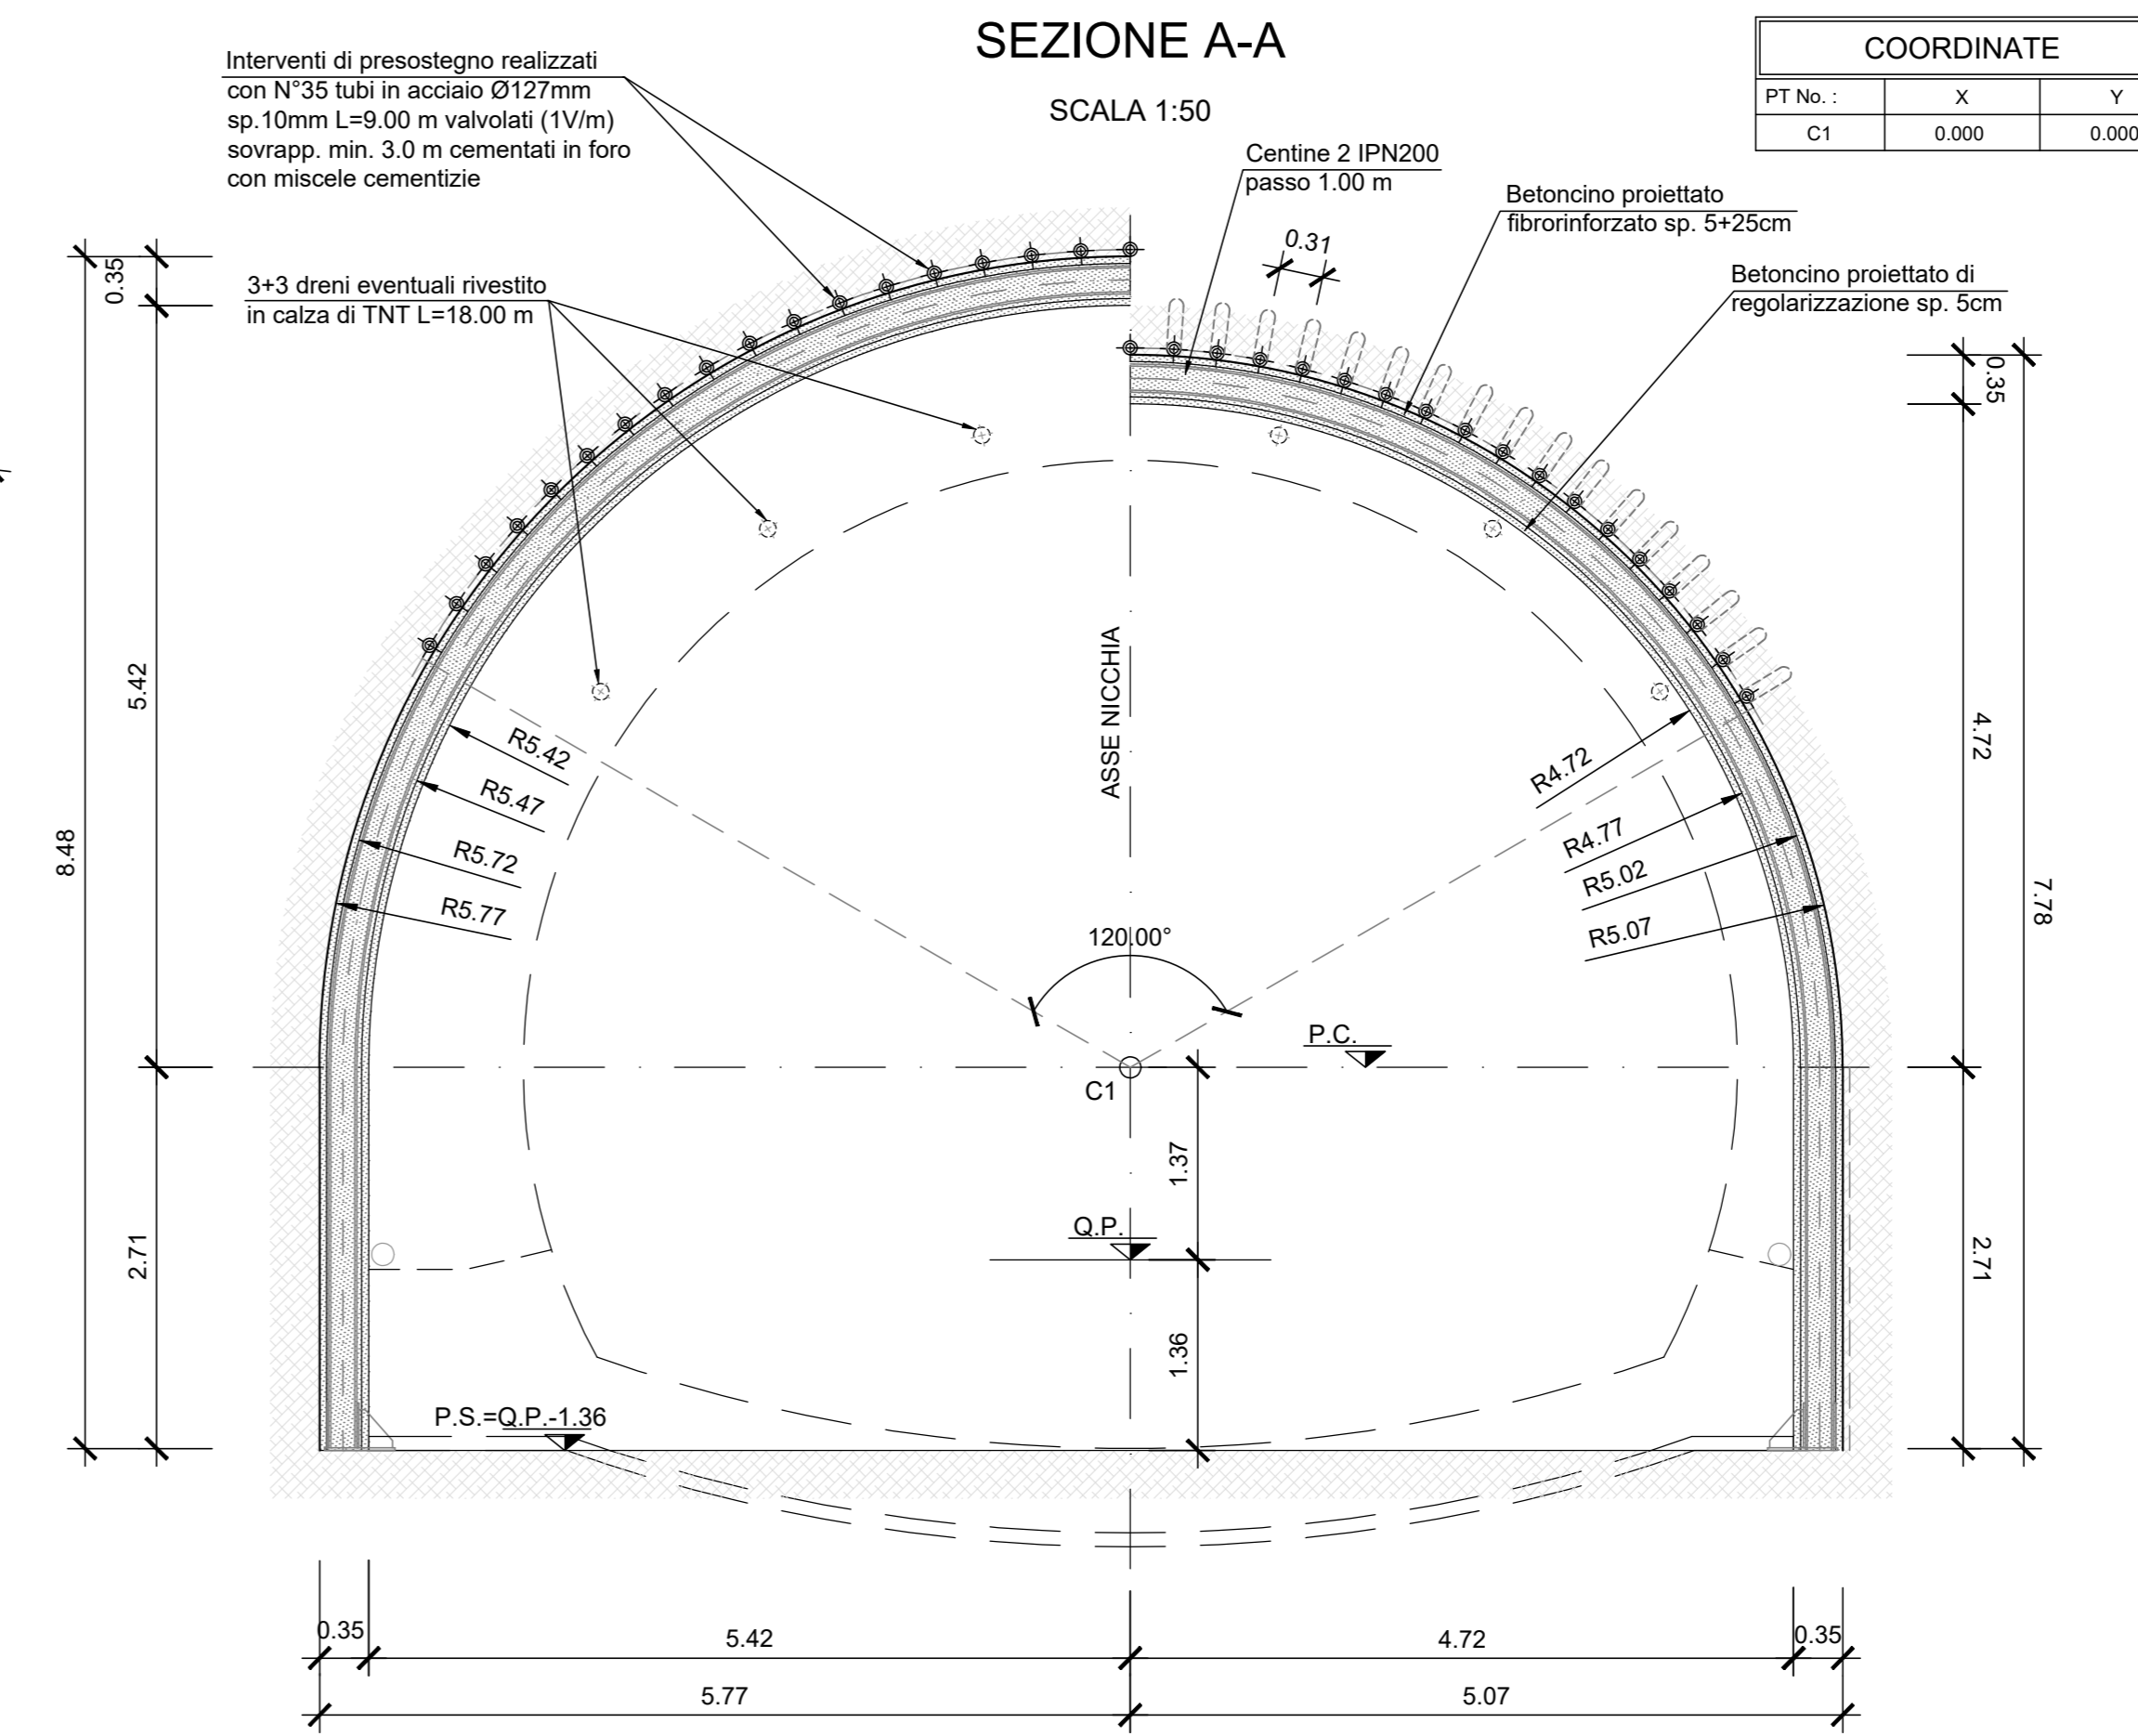 SEZIONE A-A
SCALA 1:50
COORDINATE
PT No. : X Y
C1 0.000 0.000
Interventi di presostegno realizzati
con N°35 tubi in acciaio Ø127mm
sp.10mm L=9.00 m valvolati (1V/m)
sovrapp. min. 3.0 m cementati in foro
con miscele cementizie
3+3 dreni eventuali rivestito
in calza di TNT L=18.00 m
Centine 2 IPN200
passo 1.00 m
Betoncino proiettato
fibrorinforzato sp. 5+25cm
Betoncino proiettato di
regolarizzazione sp. 5cm
0.31
0.35
5.42
8.48
2.71
0.35
4.72
7.78
2.71
R5.42
R5.47
R5.72
R5.77
R4.72
R4.77
R5.02
R5.07
ASSE NICCHIA
120.00°
P.C.
C1
1.37
Q.P.
1.36
P.S.=Q.P.-1.36
0.35
5.42
4.72
0.35
5.77
5.07